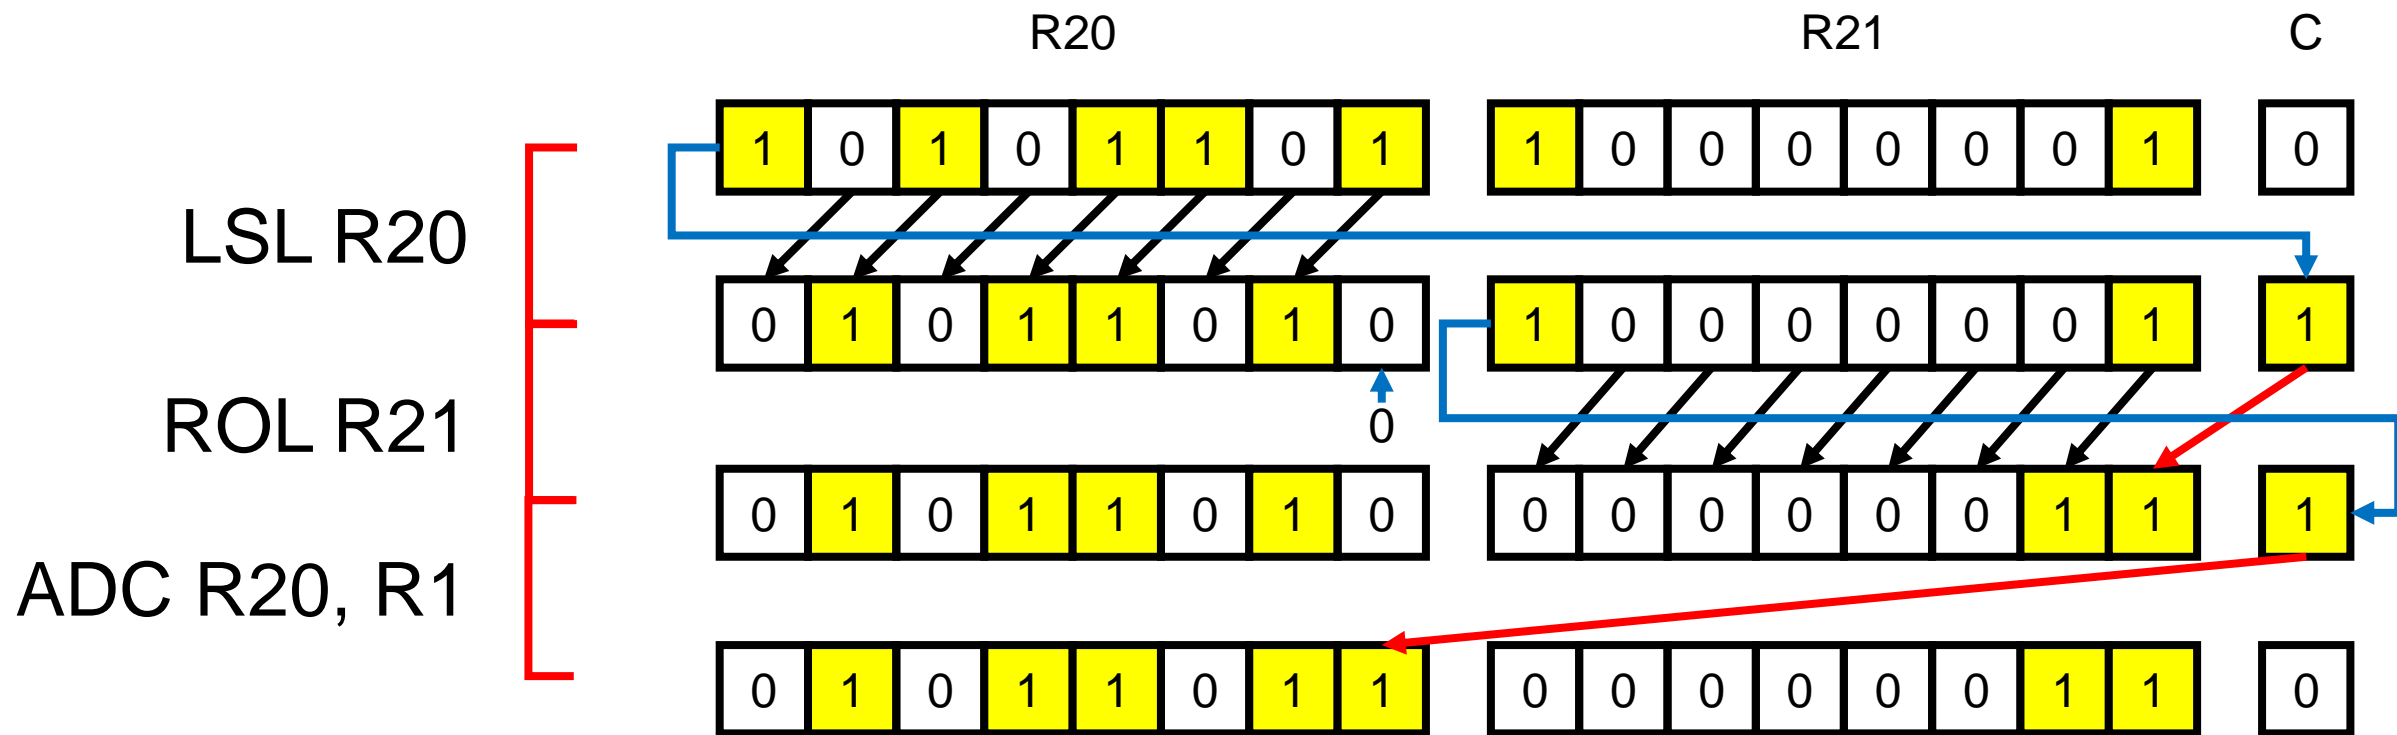 R20 R21 C
1 0 1 0 1 1 0 1 1 0 0 0 0 0 0 1 0
LSL R20
0 1 0 1 1 0 1 0 1 0 0 0 0 0 0 1 1
ROL R21
0
0 1 0 1 1 0 1 0 0 0 0 0 0 0 1 1 1
ADC R20, R1
0 1 0 1 1 0 1 1 0 0 0 0 0 0 1 1 0